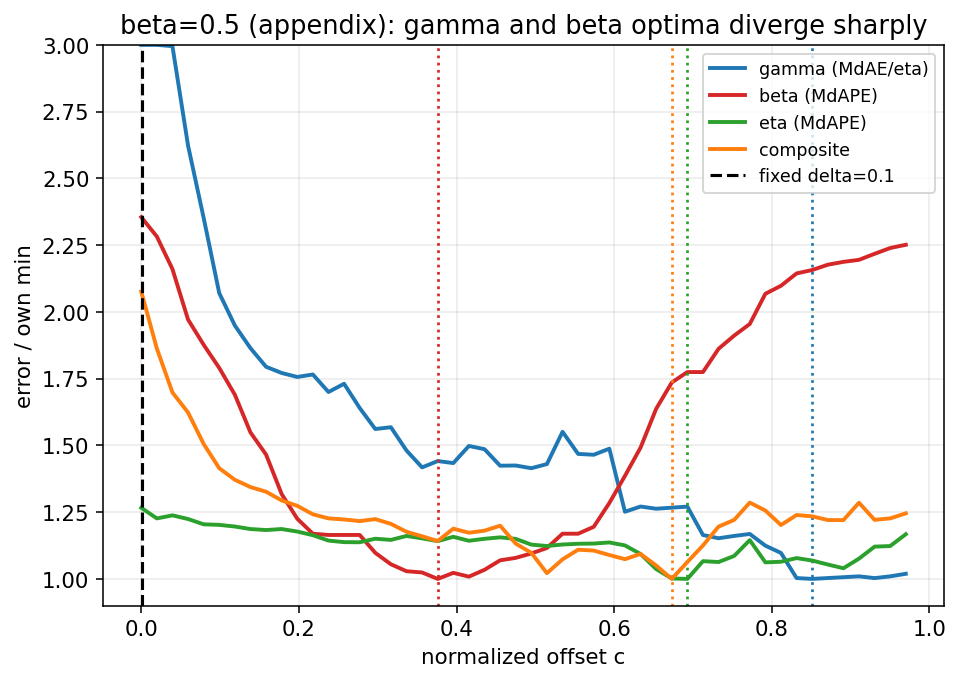 beta=0.5 (appendix): gamma and beta optima diverge sharply
error / own min
3.00
2.75
2.50
2.25
2.00
1.75
1.50
1.25
1.00
gamma (MdAE/eta)
beta (MdAPE)
eta (MdAPE)
composite
fixed delta=0.1
0.0
0.2
0.4
0.6
0.8
1.0
normalized offset c